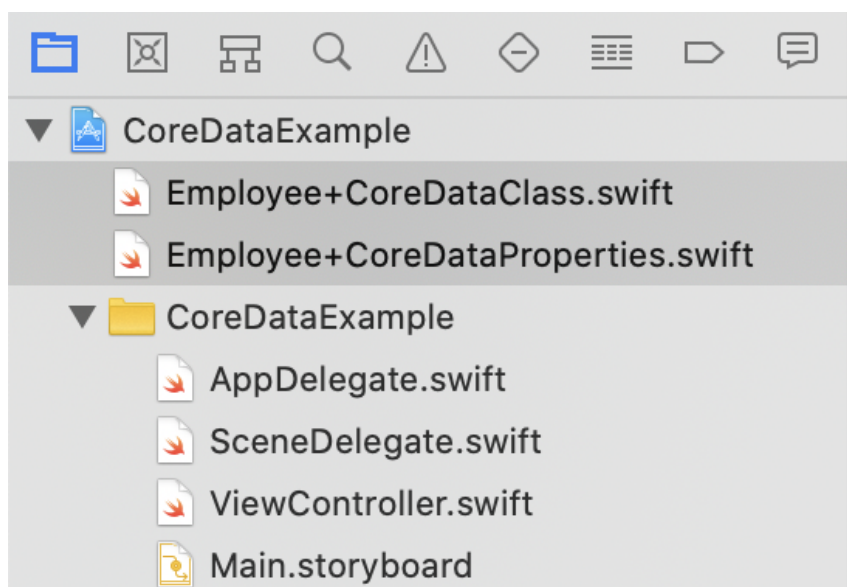 CoreDataExample
Employee+CoreDataClass.swift
Employee+CoreDataProperties.swift
CoreDataExample
AppDelegate.swift
SceneDelegate.swift
ViewController.swift
Main.storyboard